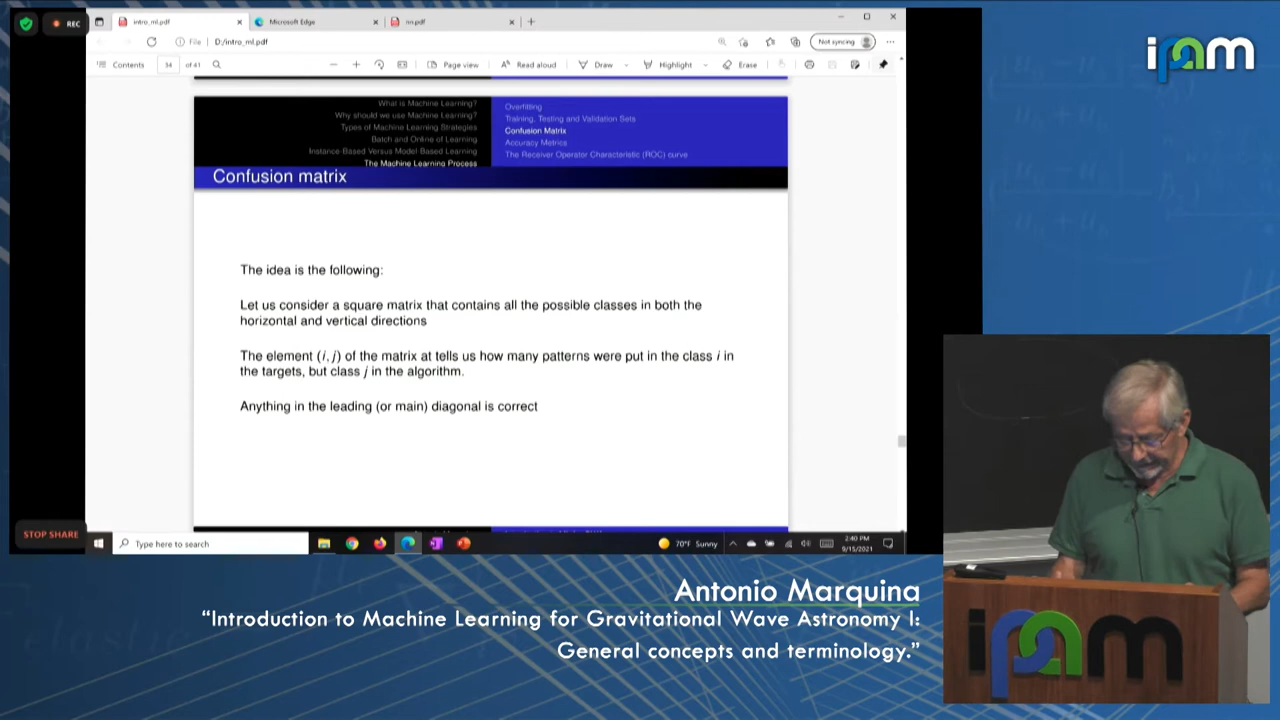 REC
intro_ml.pdf
Microsoft Edge
nn.pdf
File
D:/intro_ml.pdf
Not syncing
Contents
34
of 41
Page view
Read aloud
Draw
Highlight
Erase
ipam
What is Machine Learning?
Why should we use Machine Learning?
Types of Machine Learning Strategies
Batch and Online of Learning
Instance-Based Versus Model-Based Learning
The Machine Learning Process
Overfitting
Training, Testing and Validation Sets
Confusion Matrix
Accuracy Metrics
The Receiver Operator Characteristic (ROC) curve
Confusion matrix
The idea is the following:
Let us consider a square matrix that contains all the possible classes in both the
horizontal and vertical directions
The element (i, j) of the matrix at tells us how many patterns were put in the class i in
the targets, but class j in the algorithm.
Anything in the leading (or main) diagonal is correct
STOP SHARE
Type here to search
70°F Sunny
2:40 PM
9/15/2021
Antonio Marquina
“Introduction to Machine Learning for Gravitational Wave Astronomy I:
General concepts and terminology.”
ipam